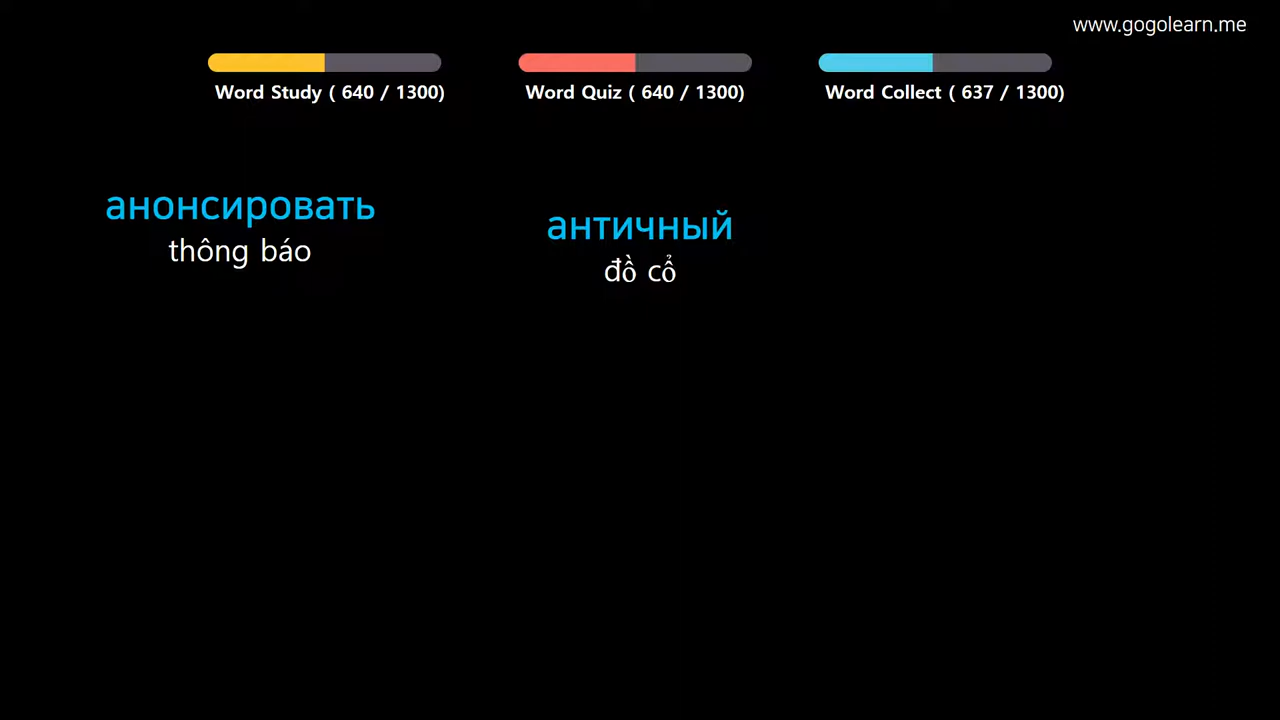 www.gogolearn.me
Word Study ( 640 / 1300)
Word Quiz ( 640 / 1300)
Word Collect ( 637 / 1300)
анонсировать
thông báo
античный
đồ cổ